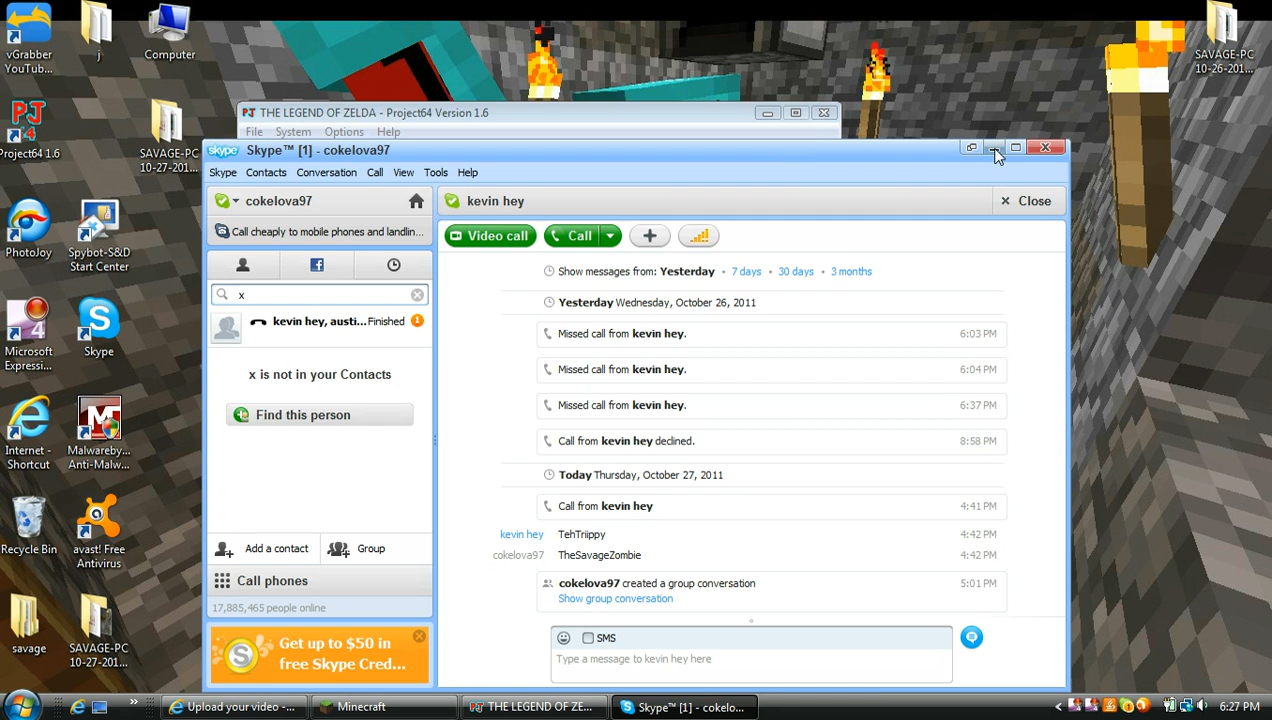 vGrabber
YouTub...
j
Computer
SAVAGE-PC
10-26-201...
Project64 1.6
SAVAGE-PC
10-27-201...
THE LEGEND OF ZELDA - Project64 Version 1.6
File System Options Help
Skype™ [1] - cokelova97
Skype Contacts Conversation Call View Tools Help
cokelova97
Call cheaply to mobile phones and landlin...
x
kevin hey, austi... Finished 1
x is not in your Contacts
Find this person
Add a contact
Group
Call phones
17,885,465 people online
Get up to $50 in
free Skype Cred...
kevin hey
Close
Video call
Call
Show messages from: Yesterday • 7 days • 30 days • 3 months
Yesterday Wednesday, October 26, 2011
Missed call from kevin hey. 6:03 PM
Missed call from kevin hey. 6:04 PM
Missed call from kevin hey. 6:37 PM
Call from kevin hey declined. 8:58 PM
Today Thursday, October 27, 2011
Call from kevin hey 4:41 PM
kevin hey TehTriippy 4:42 PM
cokelova97 TheSavageZombie 4:42 PM
cokelova97 created a group conversation 5:01 PM
Show group conversation
SMS
Type a message to kevin hey here
PhotoJoy
Spybot-S&D
Start Center
Microsoft
Expressi...
Skype
Internet -
Shortcut
Malwareby...
Anti-Malw...
Recycle Bin
avast! Free
Antivirus
savage
SAVAGE-PC
10-27-201...
Upload your video -...
Minecraft
THE LEGEND OF ZE...
Skype™ [1] - cokelo...
6:27 PM